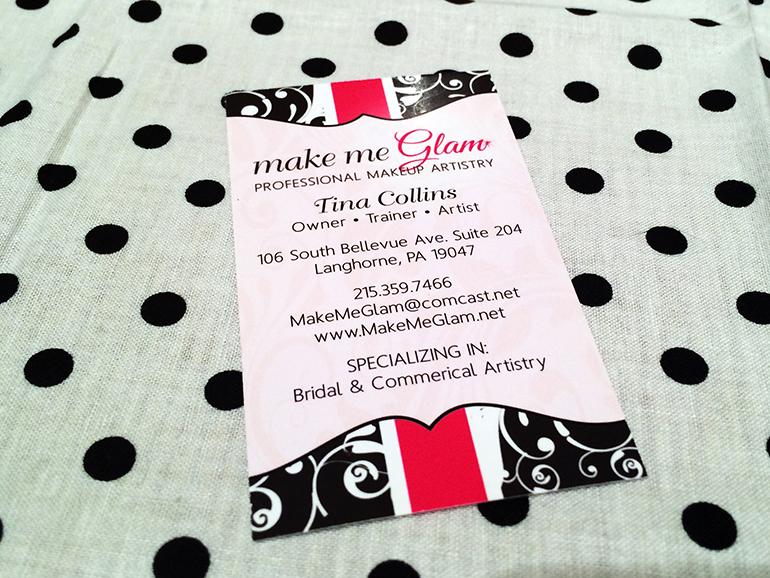 make me Glam
PROFESSIONAL MAKEUP ARTISTRY
Tina Collins
Owner • Trainer • Artist
106 South Bellevue Ave. Suite 204
Langhorne, PA 19047
215.359.7466
MakeMeGlam@comcast.net
www.MakeMeGlam.net
SPECIALIZING IN:
Bridal & Commerical Artistry